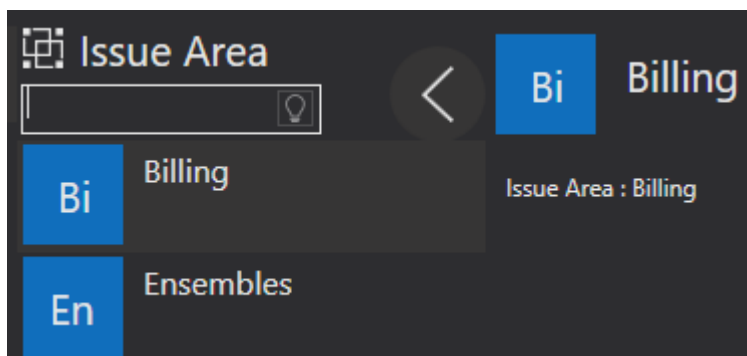 Issue Area
Bi
Billing
En
Ensembles
Bi
Billing
Issue Area : Billing